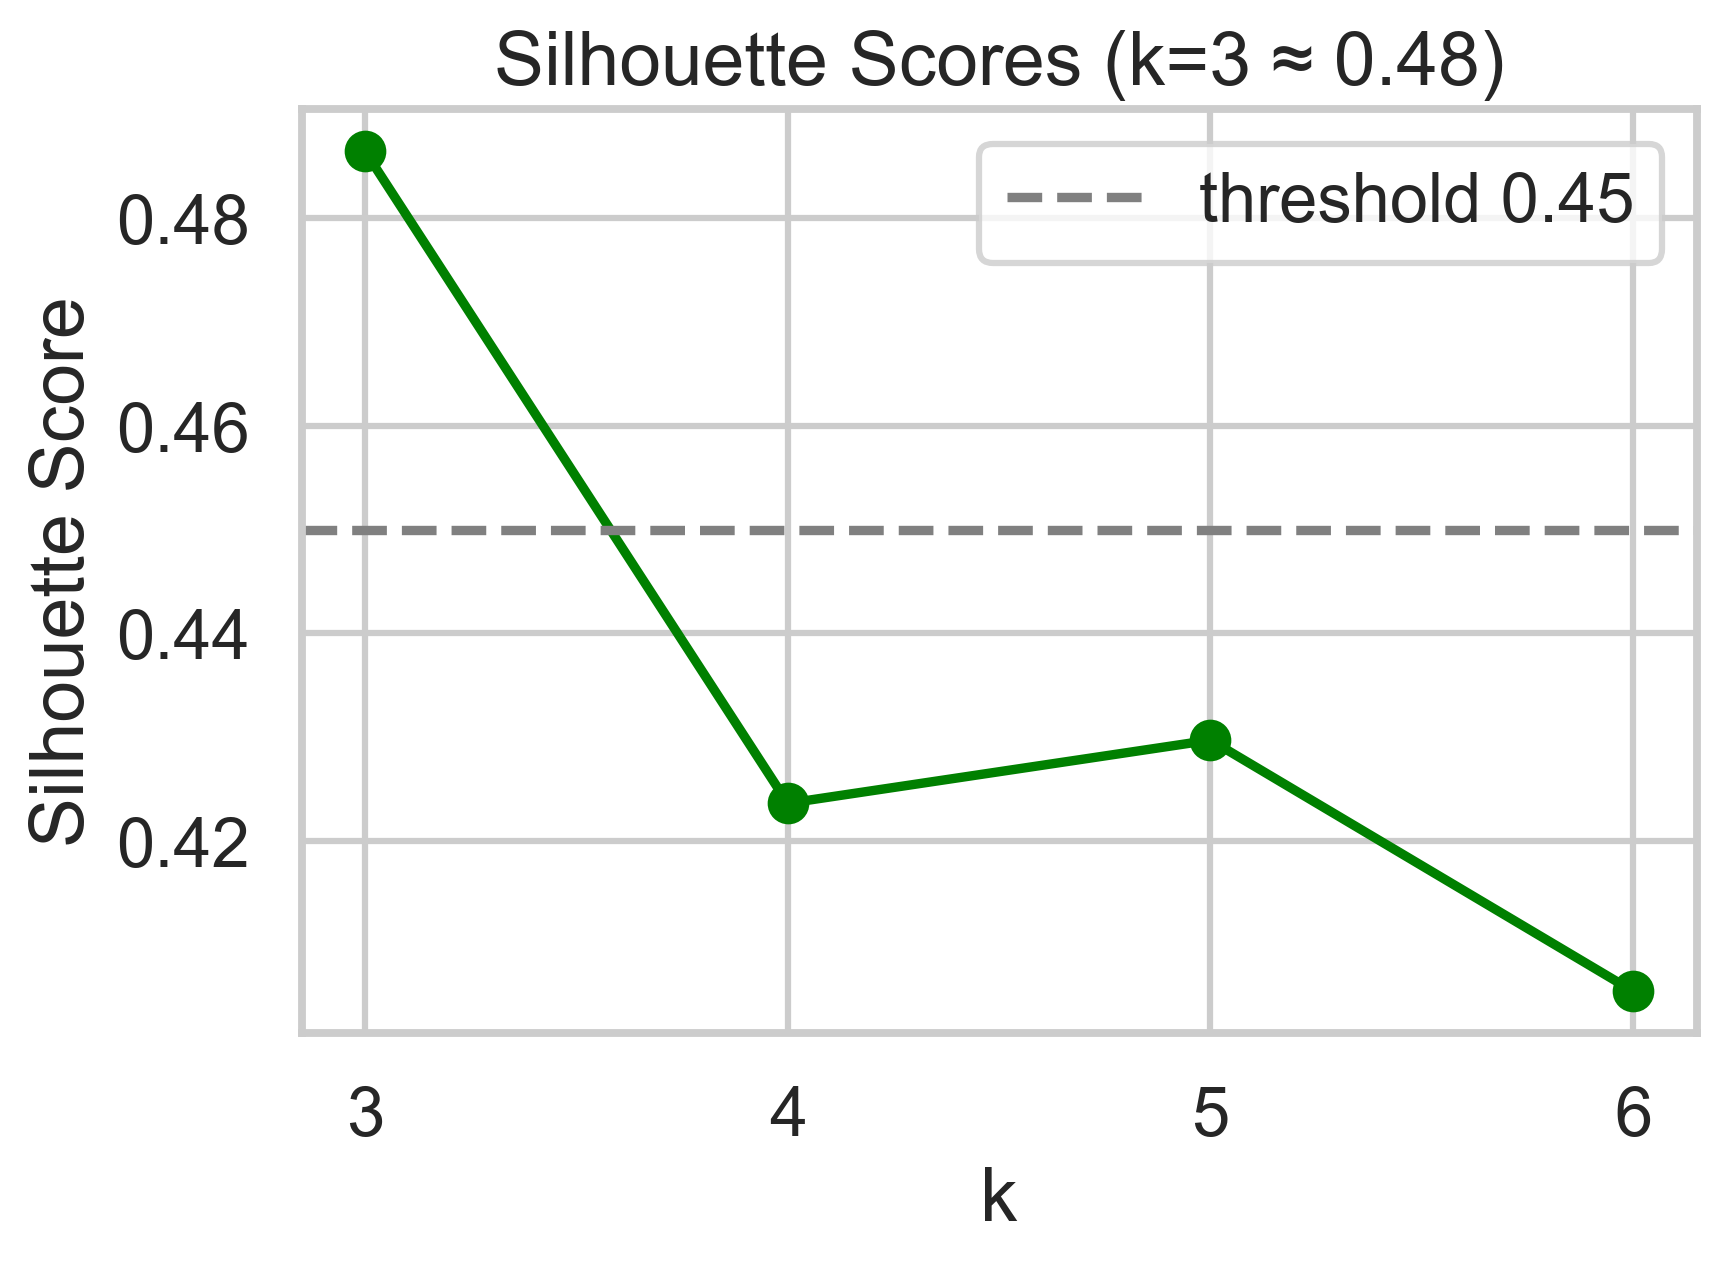 Silhouette Scores (k=3 ≈ 0.48)
threshold 0.45
Silhouette Score
0.48
0.46
0.44
0.42
3 4 5 6
k